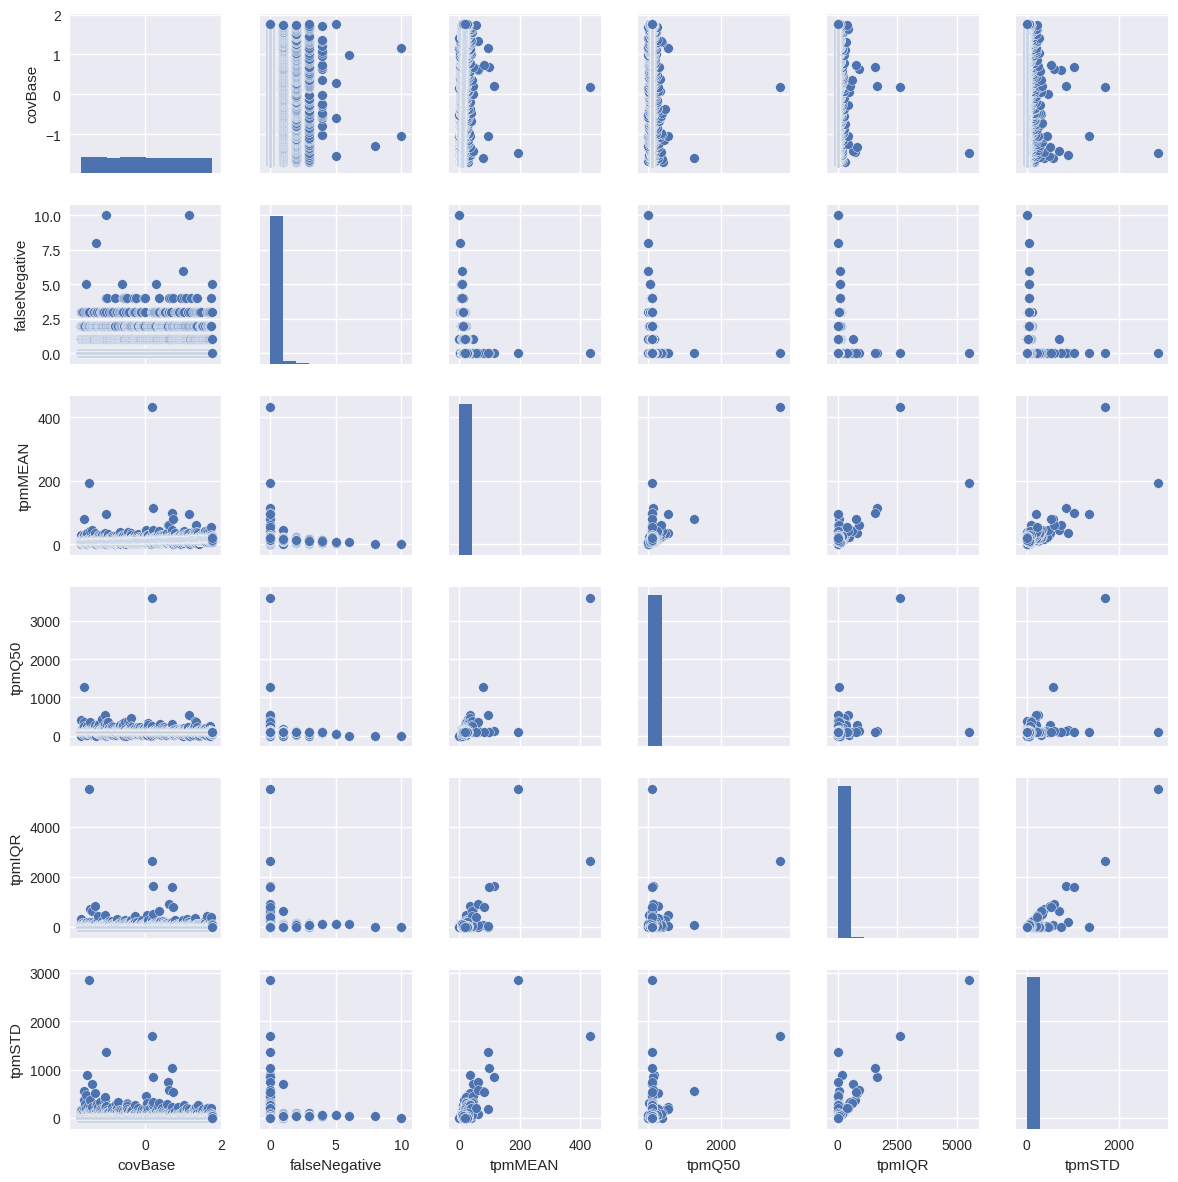 2
1
0
−1
covBase
10.0
7.5
5.0
2.5
0.0
falseNegative
400
200
0
tpmMEAN
3000
2000
1000
0
tpmQ50
4000
2000
0
tpmIQR
3000
2000
1000
0
tpmSTD
0 2 0 5 10 0 200 400 0 2000 0 2500 5000 0 2000
covBase falseNegative tpmMEAN tpmQ50 tpmIQR tpmSTD